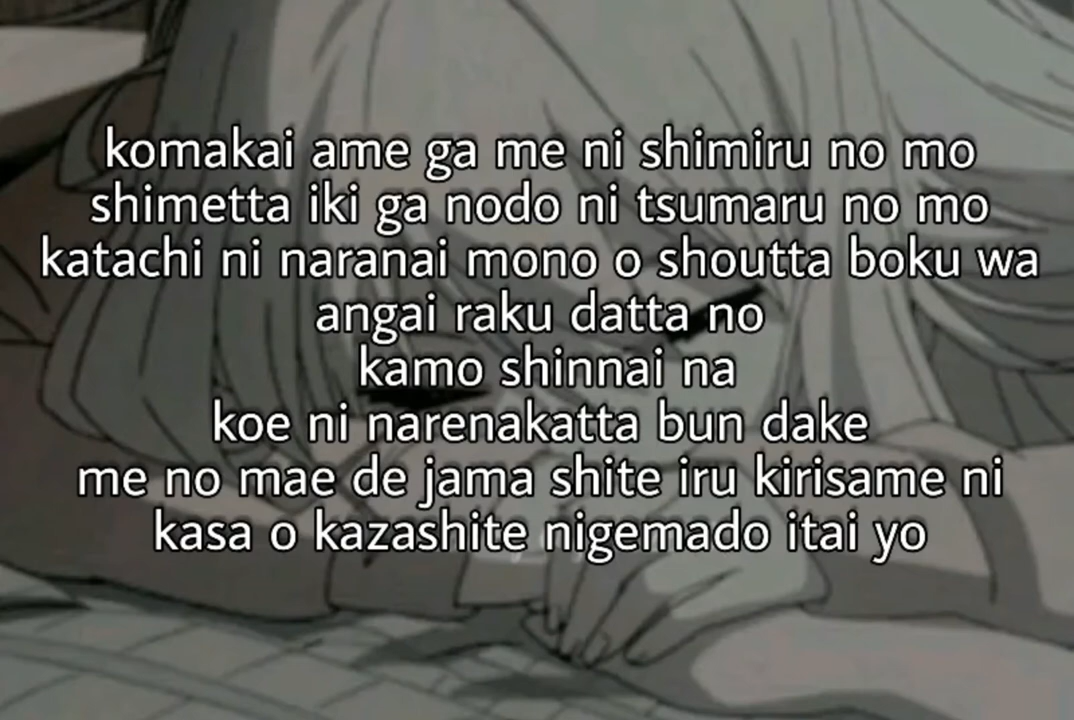 komakai ame ga me ni shimiru no mo
shimetta iki ga nodo ni tsumaru no mo
katachi ni naranai mono o shoutta boku wa
angai raku datta no
kamo shinnai na
koe ni narenakatta bun dake
me no mae de jama shite iru kirisame ni
kasa o kazashite nigemado itai yo